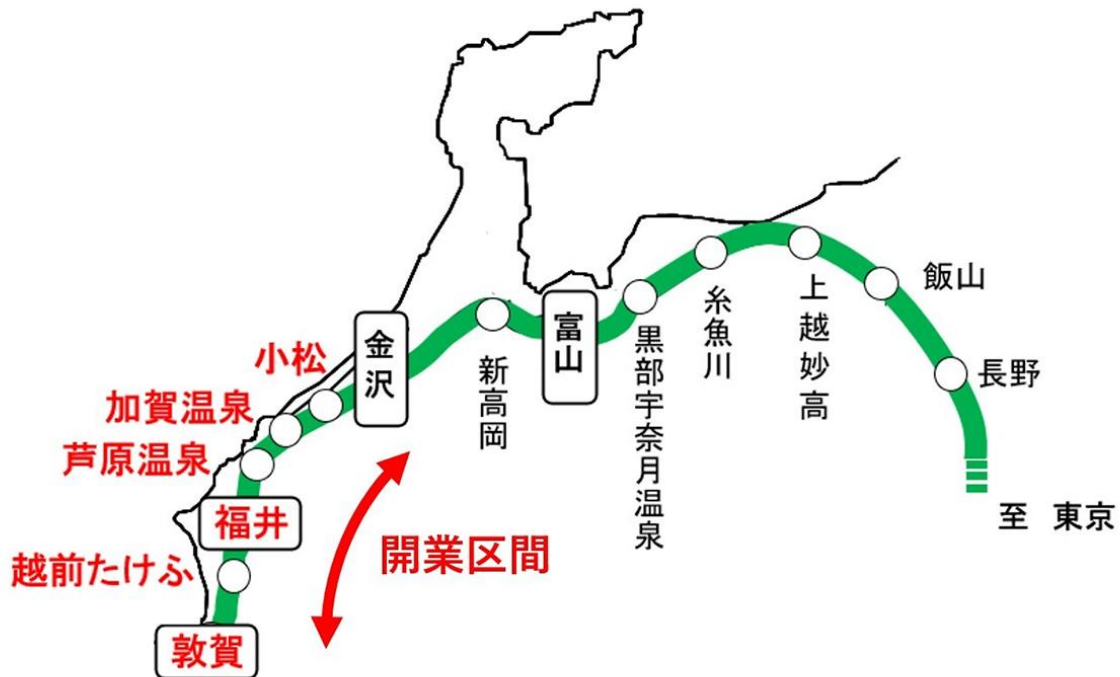 小松
加賀温泉
芦原温泉
福井
越前たけふ
敦賀
金沢
開業区間
新高岡
富山
黒部宇奈月温泉
糸魚川
上越妙高
飯山
長野
至 東京